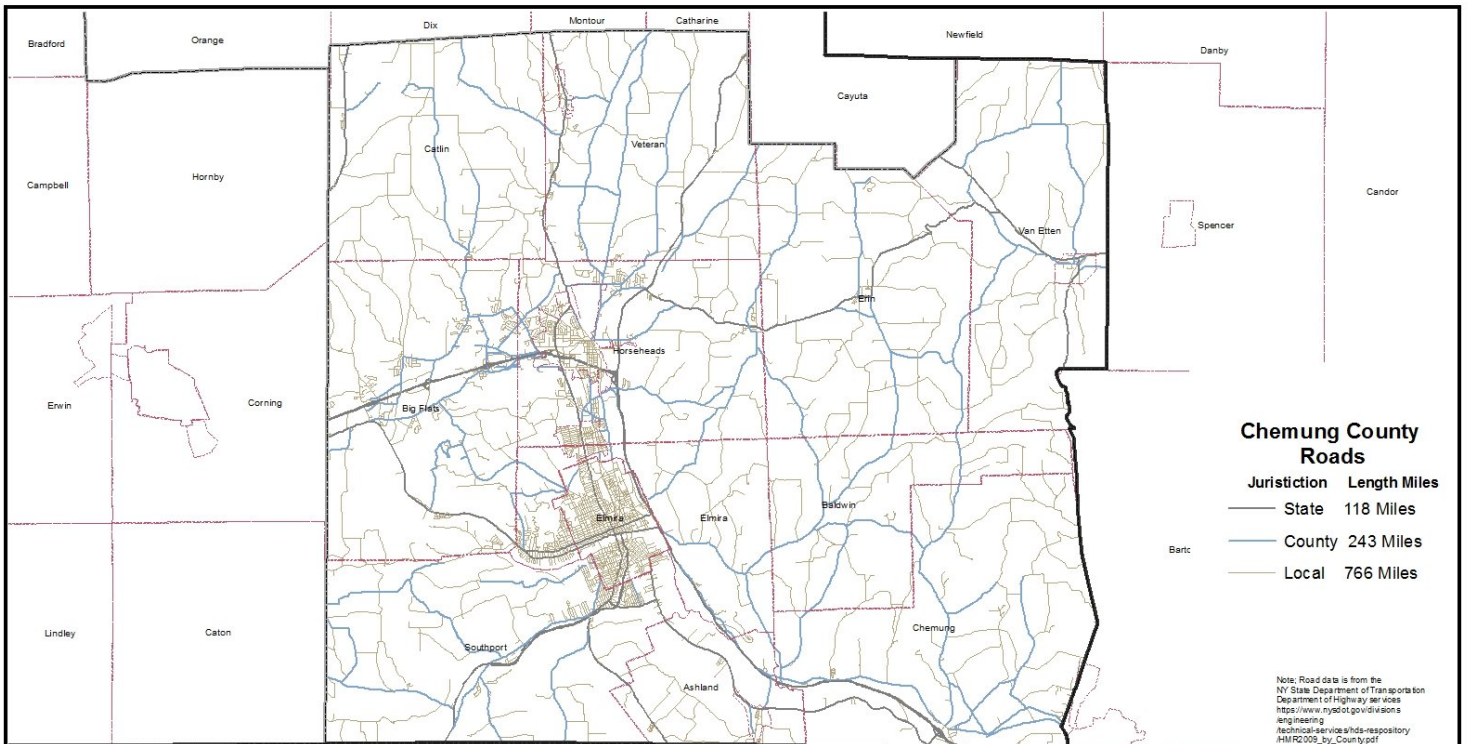 Dix
Montour
Catharine
Bradford
Orange
Newfield
Danby
Cayuta
Catlin
Veteran
Campbell
Hornby
Candor
Spencer
Van Etten
Erin
Horseheads
Erwin
Corning
Big Flats
Chemung County
Roads
Juristiction Length Miles
State 118 Miles
County 243 Miles
Local 766 Miles
Baldwin
Elmira
Elmira
Bartc
Lindley
Caton
Chemung
Southport
Ashland
Note; Road data is from the
NY State Department of Transportation
Department of Highway services
https://www.nysdot.gov/divisions
/engineering
/technical-services/hds-respository
/HMR2009_by_County.pdf